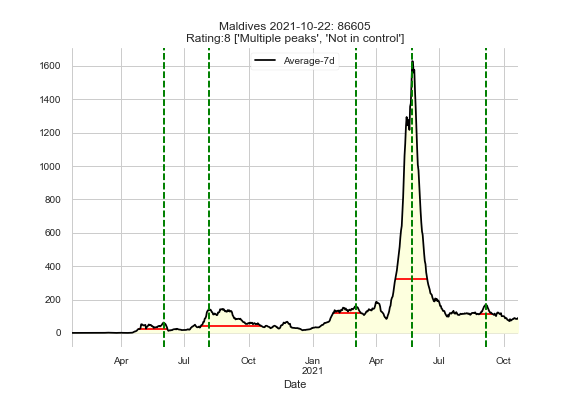 Maldives 2021-10-22: 86605
Rating:8 ['Multiple peaks', 'Not in control']
Average-7d
1600
1400
1200
1000
800
600
400
200
0
Apr Jul Oct Jan Apr Jul Oct
2021
Date